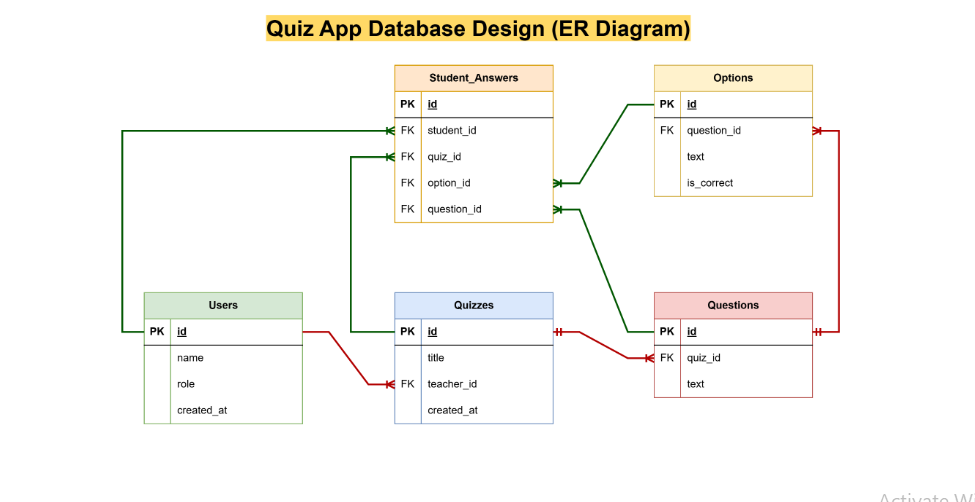 Quiz App Database Design (ER Diagram)
Student_Answers
PK id
FK student_id
FK quiz_id
FK option_id
FK question_id
Options
PK id
FK question_id
text
is_correct
Users
PK id
name
role
created_at
Quizzes
PK id
title
FK teacher_id
created_at
Questions
PK id
FK quiz_id
text
Activate W